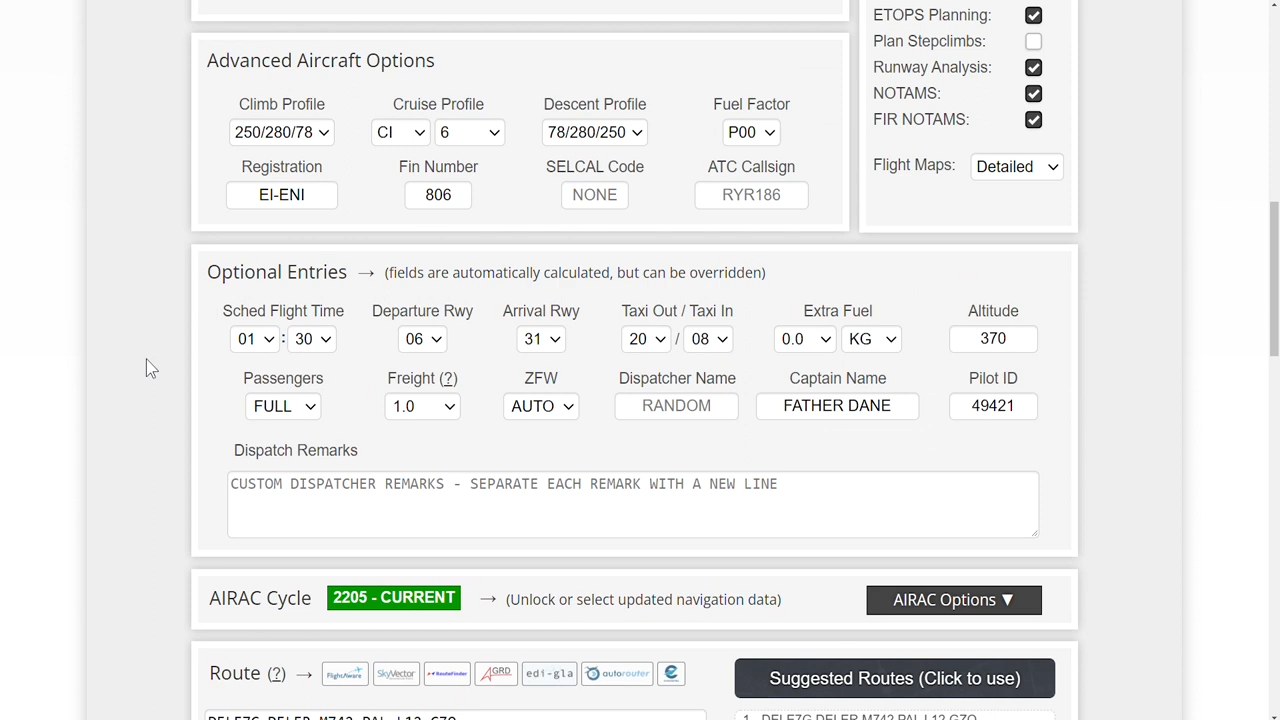 ETOPS Planning:
Plan Stepclimbs:
Runway Analysis:
NOTAMS:
FIR NOTAMS:
Flight Maps: Detailed
Advanced Aircraft Options
Climb Profile Cruise Profile Descent Profile Fuel Factor
250/280/78 CI 6 78/280/250 P00
Registration Fin Number SELCAL Code ATC Callsign
EI-ENI 806 NONE RYR186
Optional Entries → (fields are automatically calculated, but can be overridden)
Sched Flight Time Departure Rwy Arrival Rwy Taxi Out / Taxi In Extra Fuel Altitude
01 : 30 06 31 20 / 08 0.0 KG 370
Passengers Freight (?) ZFW Dispatcher Name Captain Name Pilot ID
FULL 1.0 AUTO RANDOM FATHER DANE 49421
Dispatch Remarks
CUSTOM DISPATCHER REMARKS - SEPARATE EACH REMARK WITH A NEW LINE
AIRAC Cycle 2205 - CURRENT → (Unlock or select updated navigation data) AIRAC Options ▼
Route (?) → FlightAware SkyVector RouteFinder AGRD edi-gla autorouter Suggested Routes (Click to use)